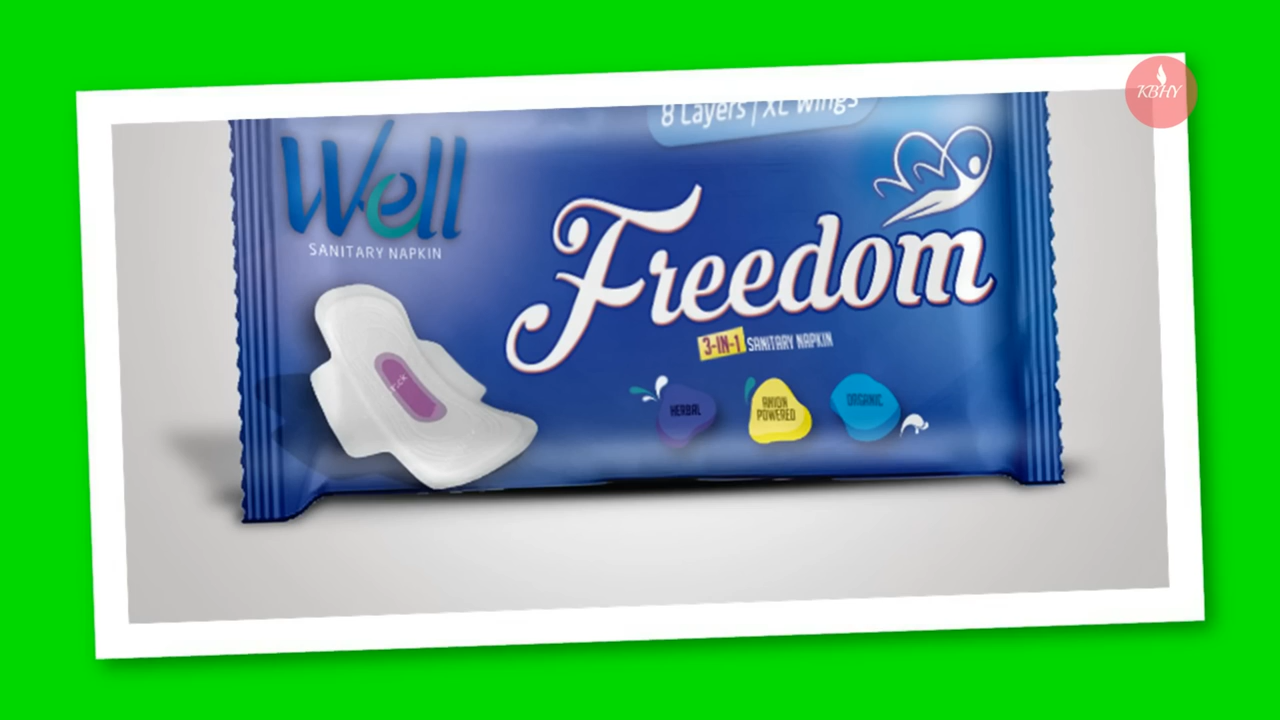 KBHY
8 Layers | XL wings
Well
SANITARY NAPKIN
Freedom
3-IN-1 SANITARY NAPKIN
HERBAL
ANION
POWERED
ORGANIC